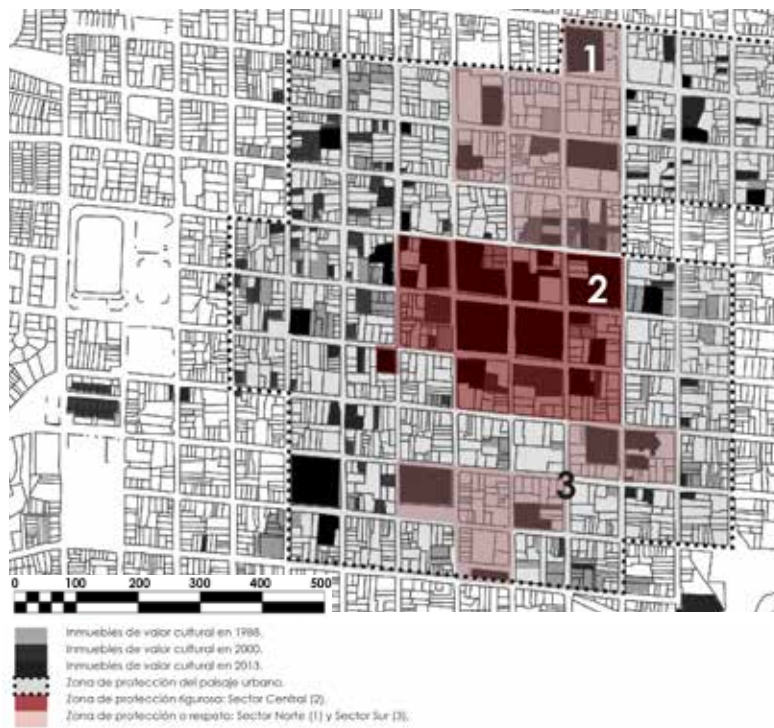 1
2
3
0 100 200 300 400 500
Inmuebles de valor cultural en 1988.
Inmuebles de valor cultural en 2000.
Inmuebles de valor cultural en 2013.
Zona de protección del paisaje urbano.
Zona de protección rigurosa: Sector Central (2).
Zona de protección o respeto: Sector Norte (1) y Sector Sur (3).